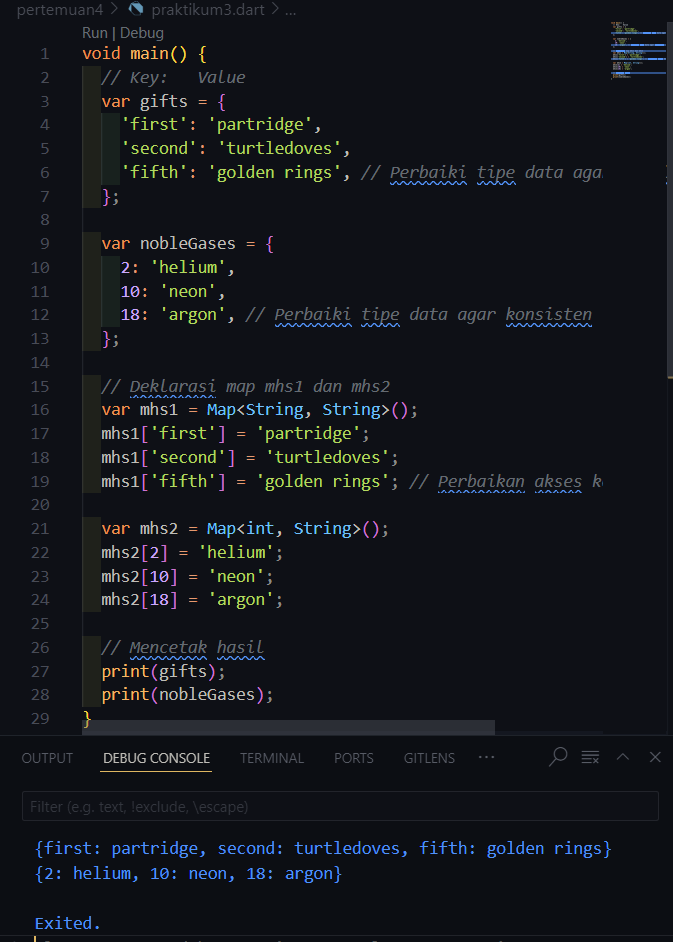 pertemuan4 > praktikum3.dart > ...
Run | Debug
1 void main() {
2 // Key:   Value
3 var gifts = {
4 'first': 'partridge',
5 'second': 'turtledoves',
6 'fifth': 'golden rings', // Perbaiki tipe data aga
7 };
8
9 var nobleGases = {
10 2: 'helium',
11 10: 'neon',
12 18: 'argon', // Perbaiki tipe data agar konsisten
13 };
14
15 // Deklarasi map mhs1 dan mhs2
16 var mhs1 = Map<String, String>();
17 mhs1['first'] = 'partridge';
18 mhs1['second'] = 'turtledoves';
19 mhs1['fifth'] = 'golden rings'; // Perbaikan akses k
20
21 var mhs2 = Map<int, String>();
22 mhs2[2] = 'helium';
23 mhs2[10] = 'neon';
24 mhs2[18] = 'argon';
25
26 // Mencetak hasil
27 print(gifts);
28 print(nobleGases);
29 }
OUTPUT DEBUG CONSOLE TERMINAL PORTS GITLENS ...
Filter (e.g. text, !exclude, \escape)
{first: partridge, second: turtledoves, fifth: golden rings}
{2: helium, 10: neon, 18: argon}
Exited.